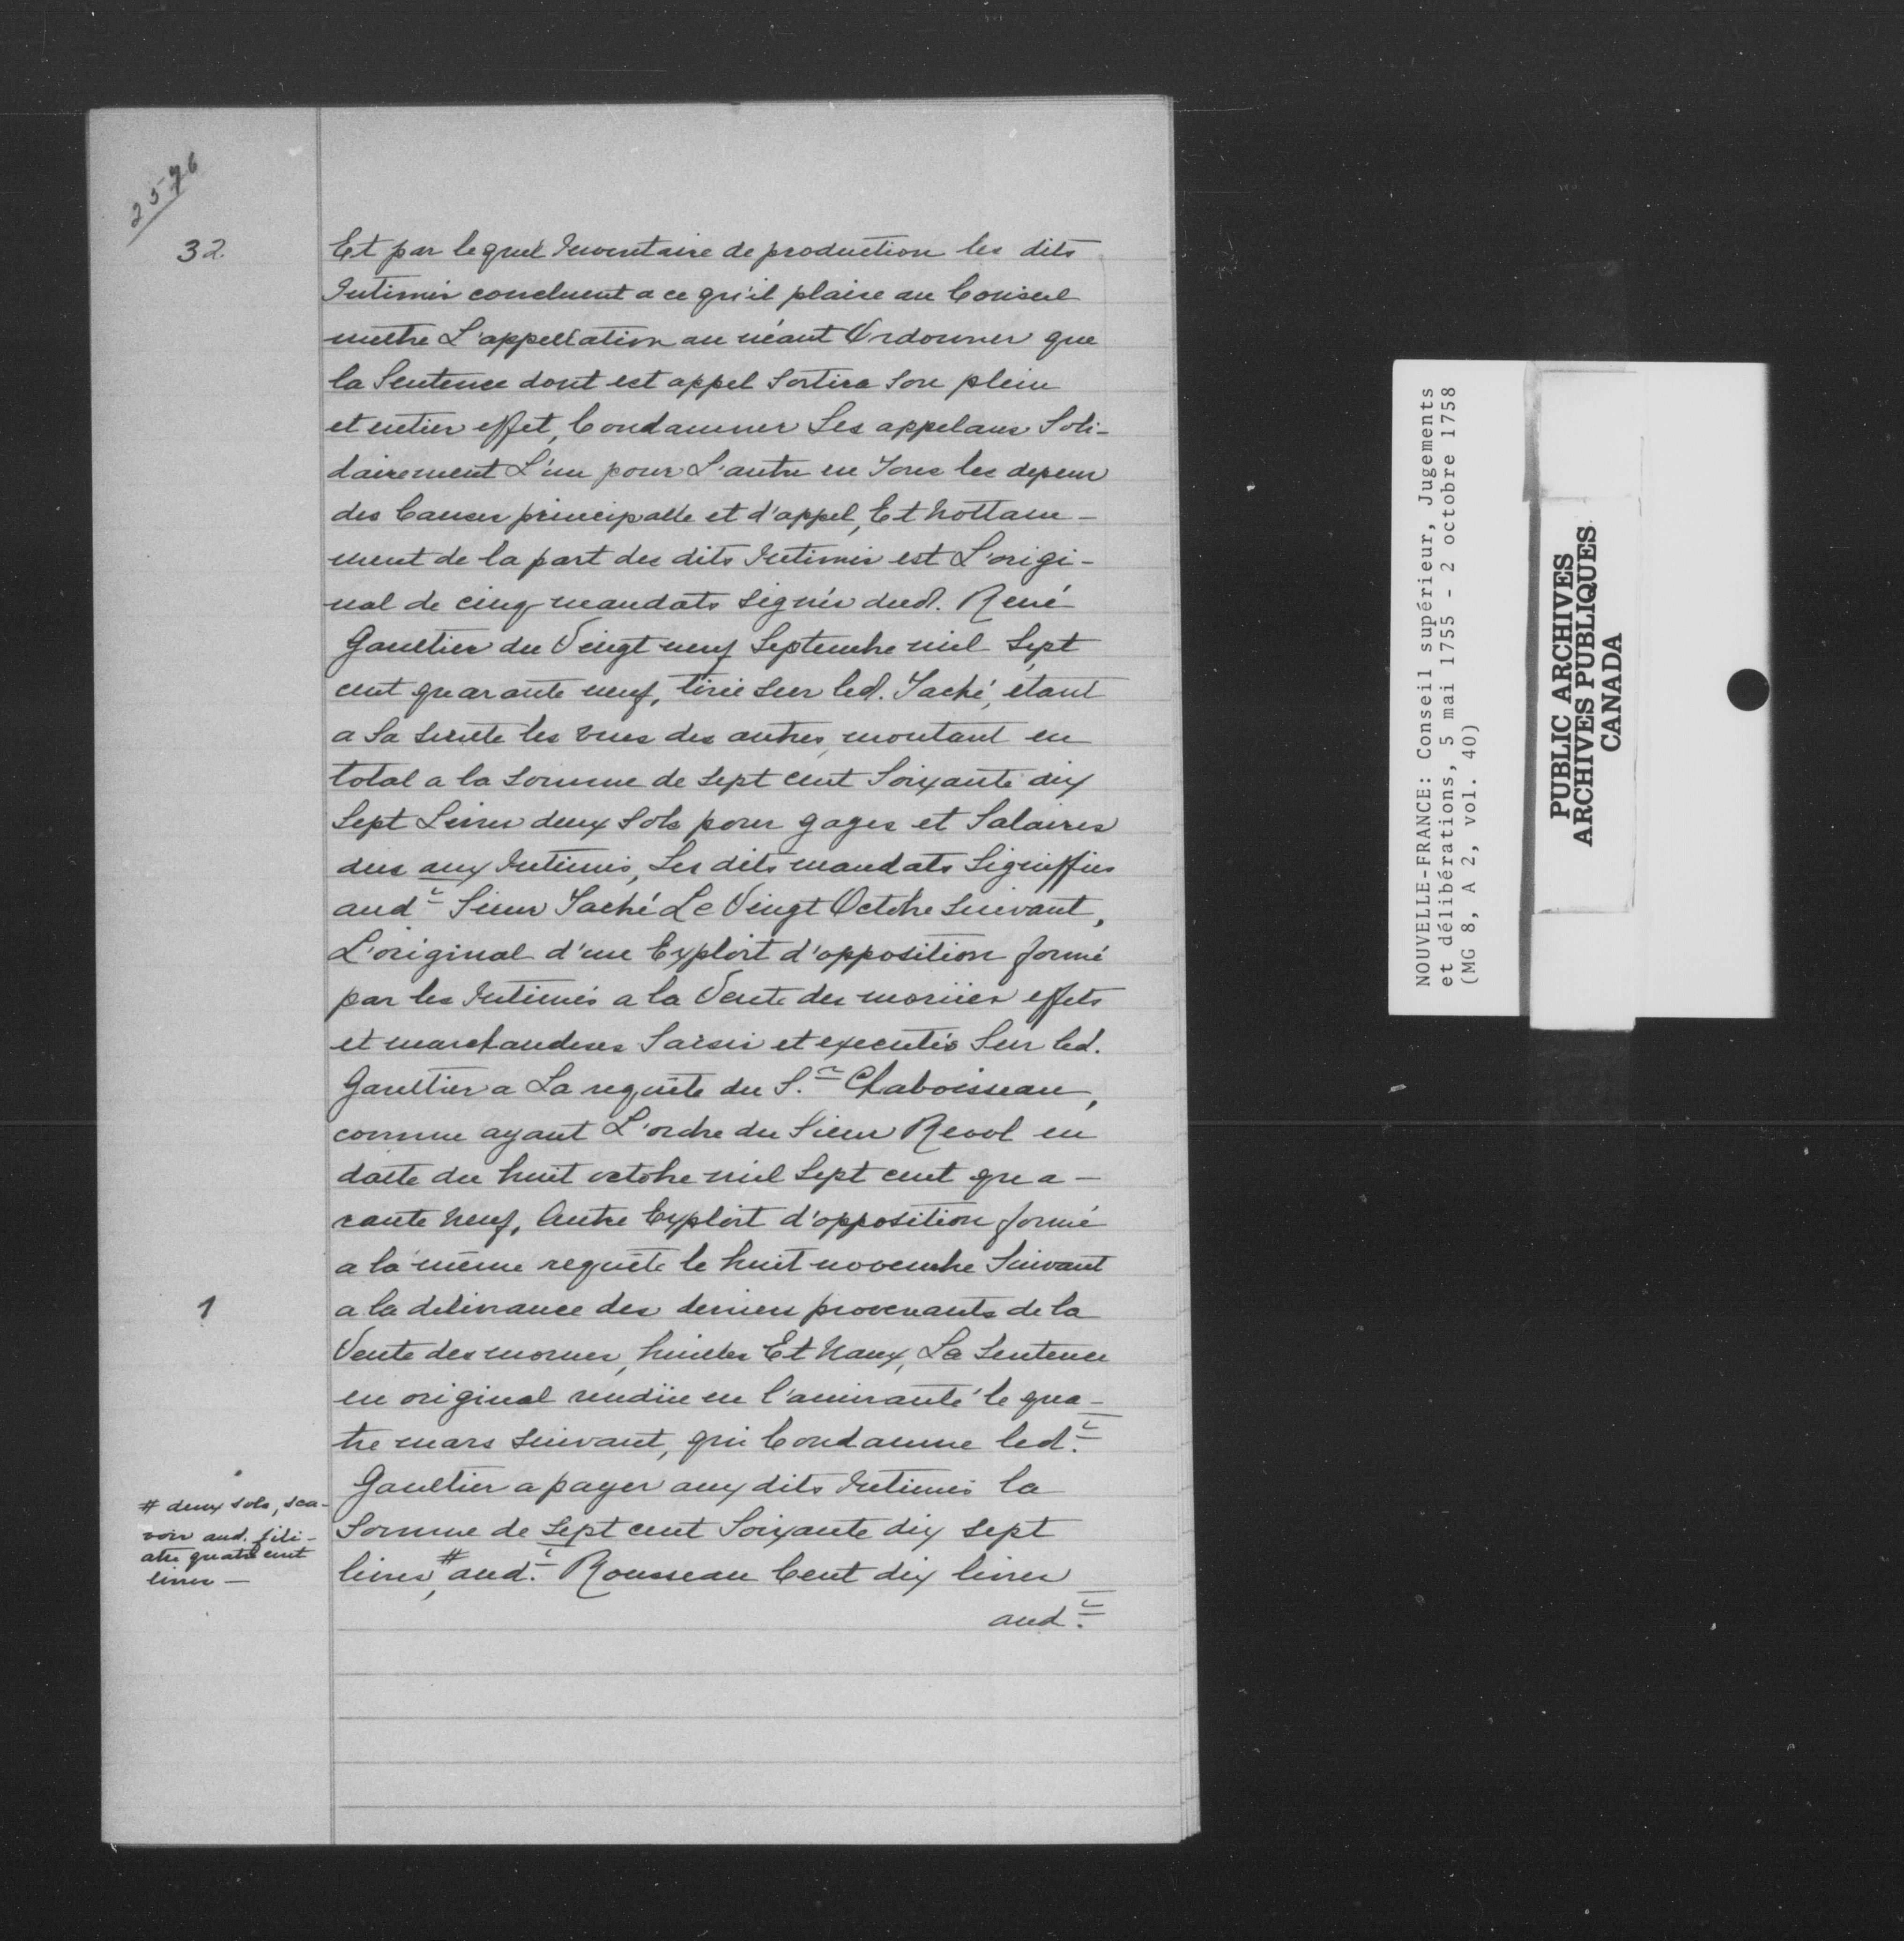 2576
32.
Et par lequel Inventaire de production les dits
Intimés concluent a ce qu'il plaise au Conseil
mettre L'appellation au néant Ordonner que
la Sentence dont est appel Sortira Son plein
et entier effet, Condamner Les appelans Soli-
dairement L'un pour L'autre en Tous les depens
des Causes principalle et d'appel, Et Nottam-
ment de la part des dits Intimés est L'origi-
nal de cinq mandats signés dud. René
Gaultier du Vingt neuf Septembre mil Sept
cent quarante neuf, tirés sur led. Taché, étant
a la Suite les unes des autres, montant en
total a la Somme de Sept cent Soixante dix
Sept Livres deux Sols pour gages et Salaires
dus aux Intimés, Les dits mandats Signiffiés
aud.t Sieur Taché Le Vingt Octobre Suivant,
L'original d'un Exploit d'opposition formé
par les Intimés a la Vente des moruës effets
et marchandises Saisis et executés Sur led.
Gaultier a La requête du S.r Chaboisseau,
comme ayant L'ordre du Sieur Revol en
datte du huit octobre mil Sept cent qua-
rante Neuf, Autre Exploit d'opposition formé
a la même requête le huit novembre Suivant
1
a la delivrance des deniers provenants de la
Vente des morues, huiles Et Naux, La Sentence
en original rendüe en l'amirauté le qua-
tre mars suivant, qui Condamne led.t
Gaultier a payer aux dits Intimés la
Somme de Sept cent Soixante dix sept
livres,# aud.t Rousseau Cent dix livres
aud.t
# deux sols, sca-
voir aud. fili-
atre quatre cent
livres —
NOUVELLE-FRANCE: Conseil supérieur, Jugements
et délibérations, 5 mai 1755 - 2 octobre 1758
(MG 8, A 2, vol. 40)
PUBLIC ARCHIVES
ARCHIVES PUBLIQUES
CANADA